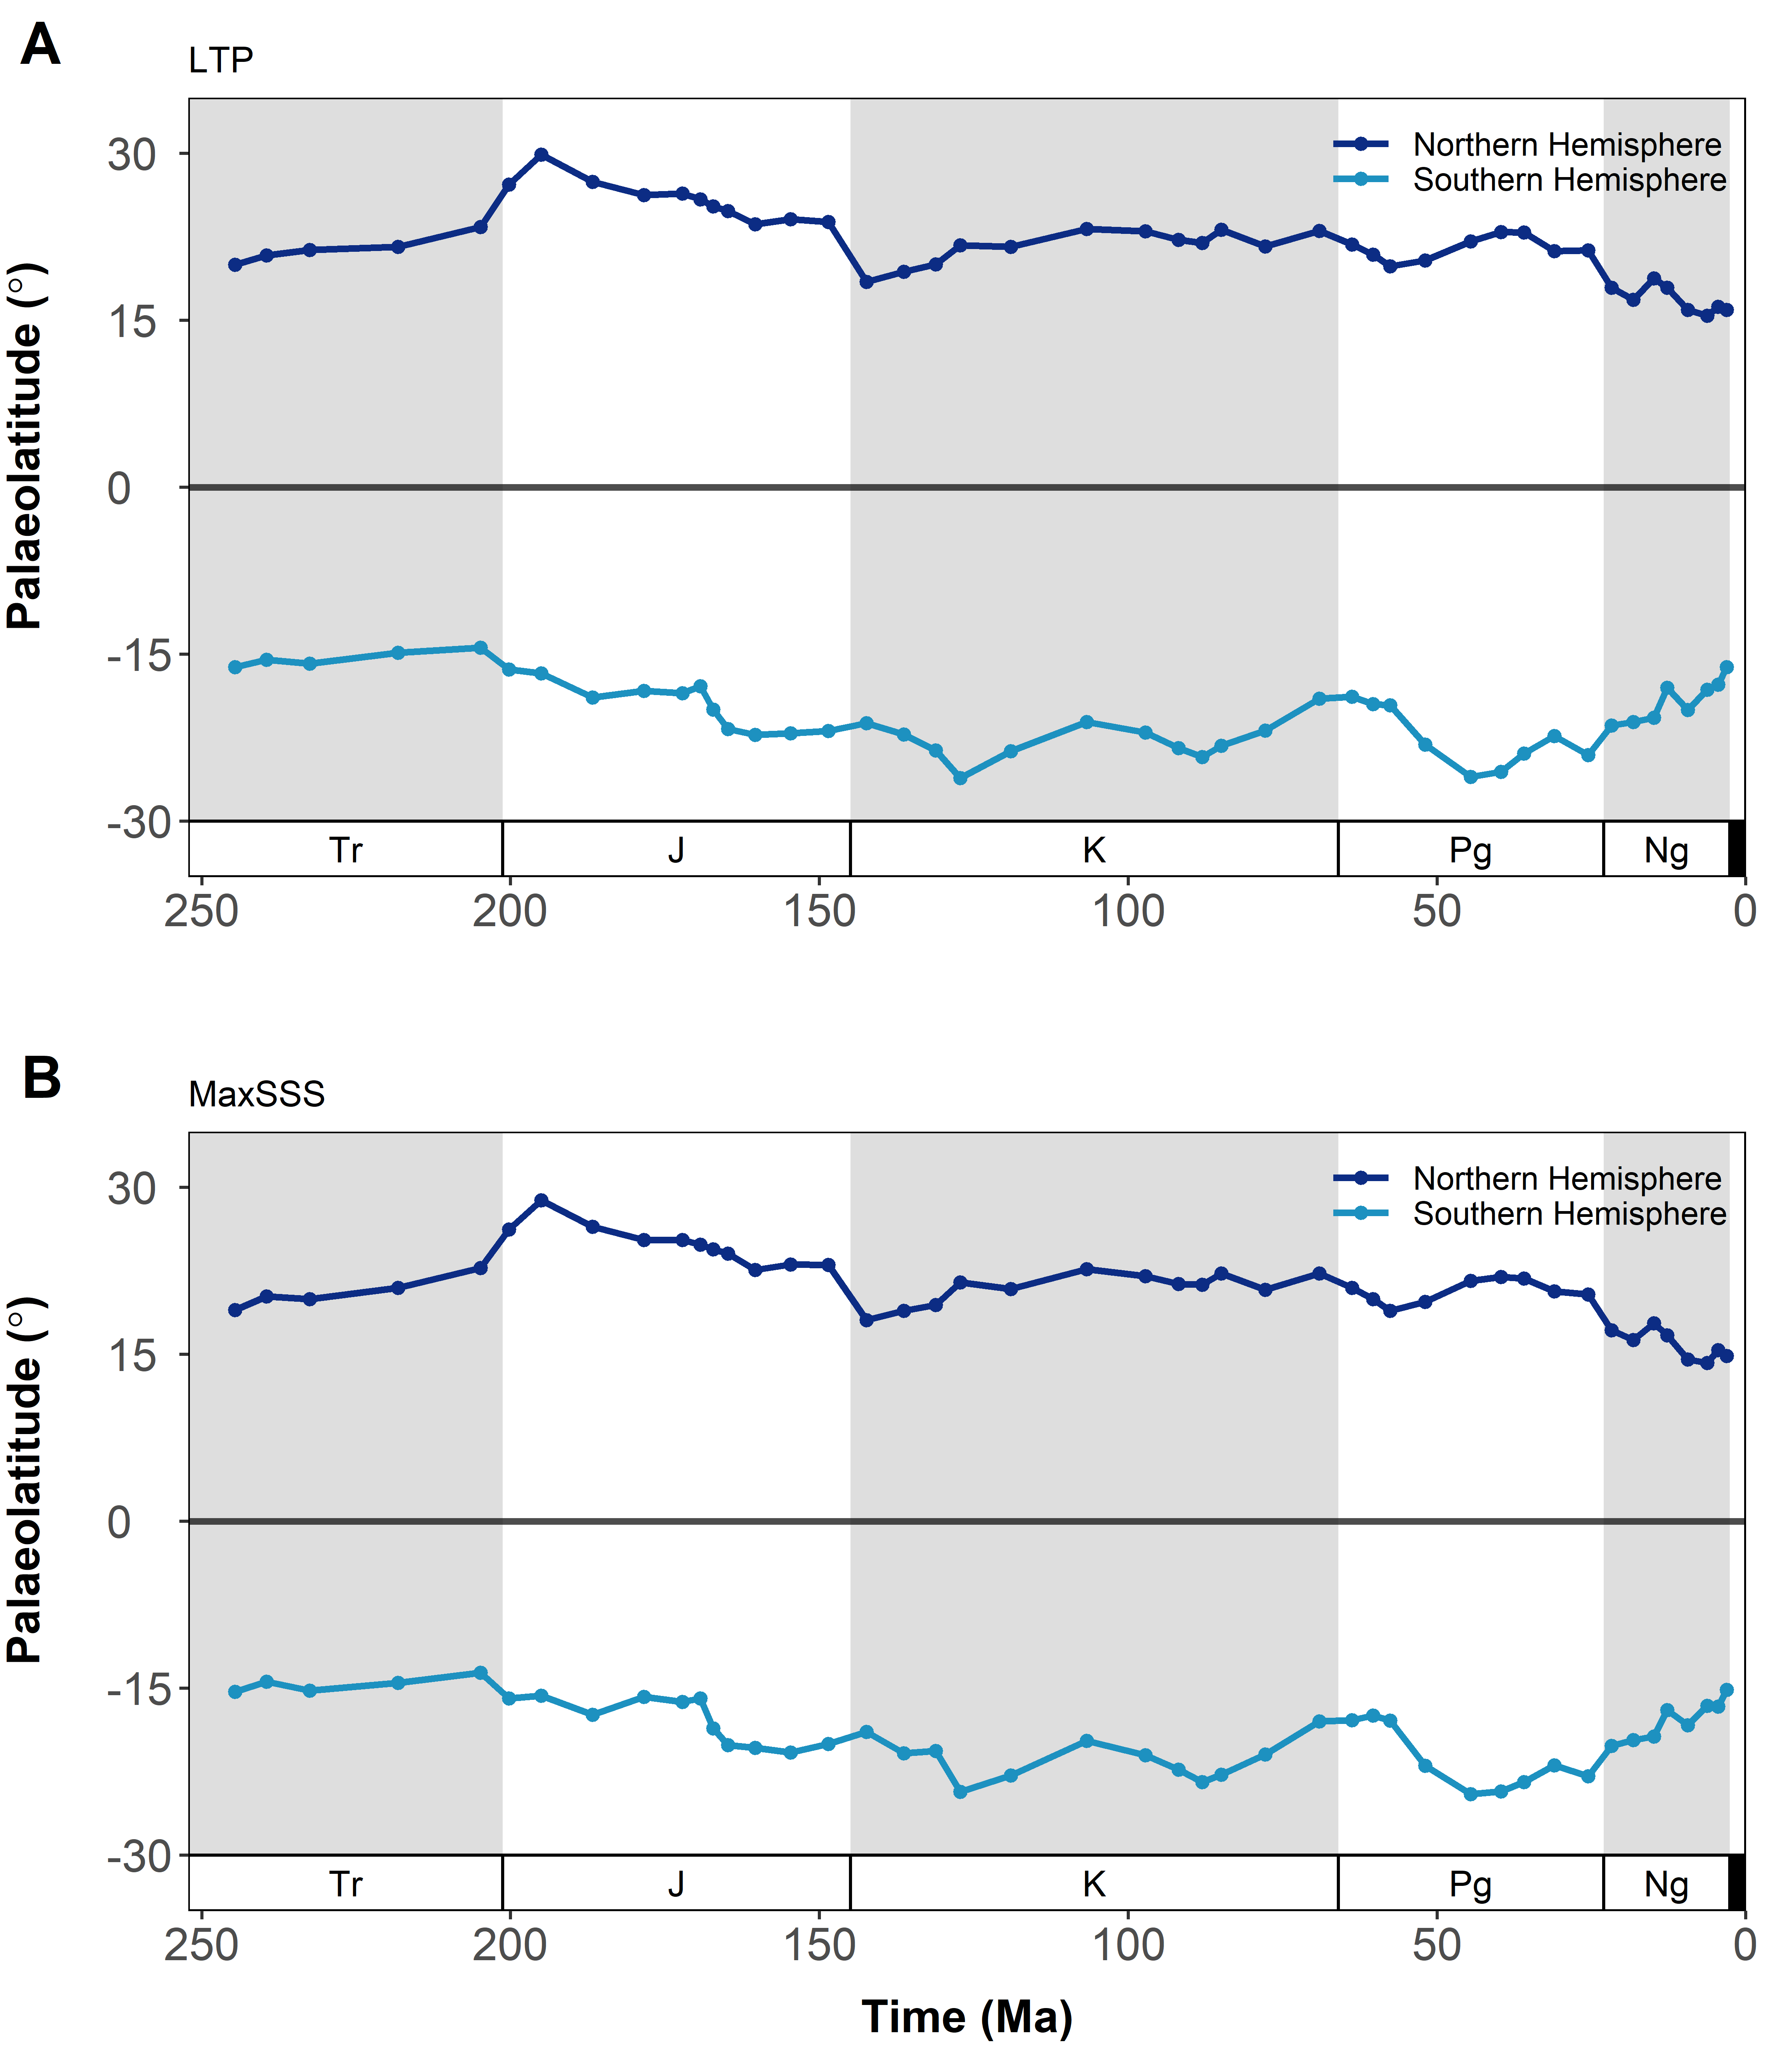 A
LTP
Northern Hemisphere
Southern Hemisphere
Palaeolatitude (°)
30
15
0
-15
-30
Tr J K Pg Ng
250 200 150 100 50 0
B
MaxSSS
Northern Hemisphere
Southern Hemisphere
Palaeolatitude (°)
30
15
0
-15
-30
Tr J K Pg Ng
250 200 150 100 50 0
Time (Ma)